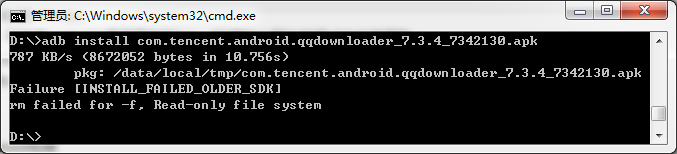 管理员: C:\Windows\system32\cmd.exe
D:\>adb install com.tencent.android.qqdownloader_7.3.4_7342130.apk
787 KB/s (8672052 bytes in 10.756s)
        pkg: /data/local/tmp/com.tencent.android.qqdownloader_7.3.4_7342130.apk
Failure [INSTALL_FAILED_OLDER_SDK]
rm failed for -f, Read-only file system
D:\>